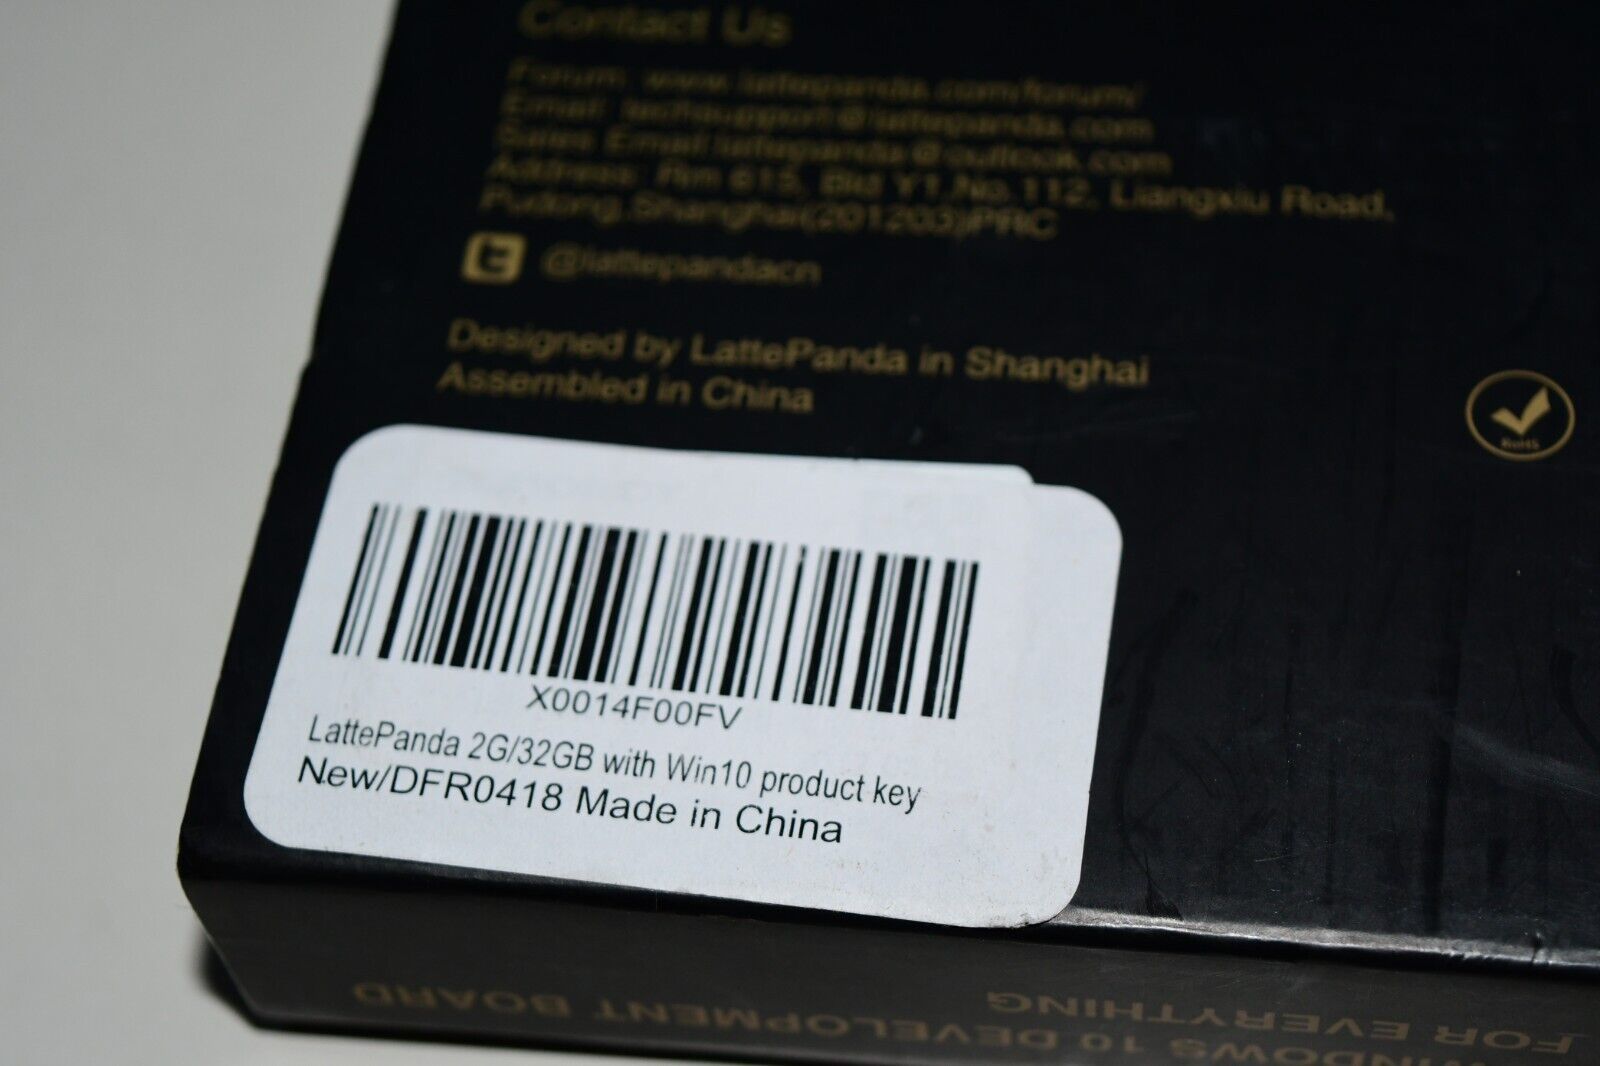 Contact Us
Forum: www.lattepanda.com/forum/
Email: techsupport@lattepanda.com
Sales Email:lattepanda@outlook.com
Address: Rm 615, Bld Y1,No.112, Liangxiu Road,
Pudong,Shanghai(201203)PRC
@lattepandacn
Designed by LattePanda in Shanghai
Assembled in China
RoHS
X0014F00FV
LattePanda 2G/32GB with Win10 product key
New/DFR0418 Made in China
WINDOWS 10 DEVELOPMENT BOARD
FOR EVERYTHING